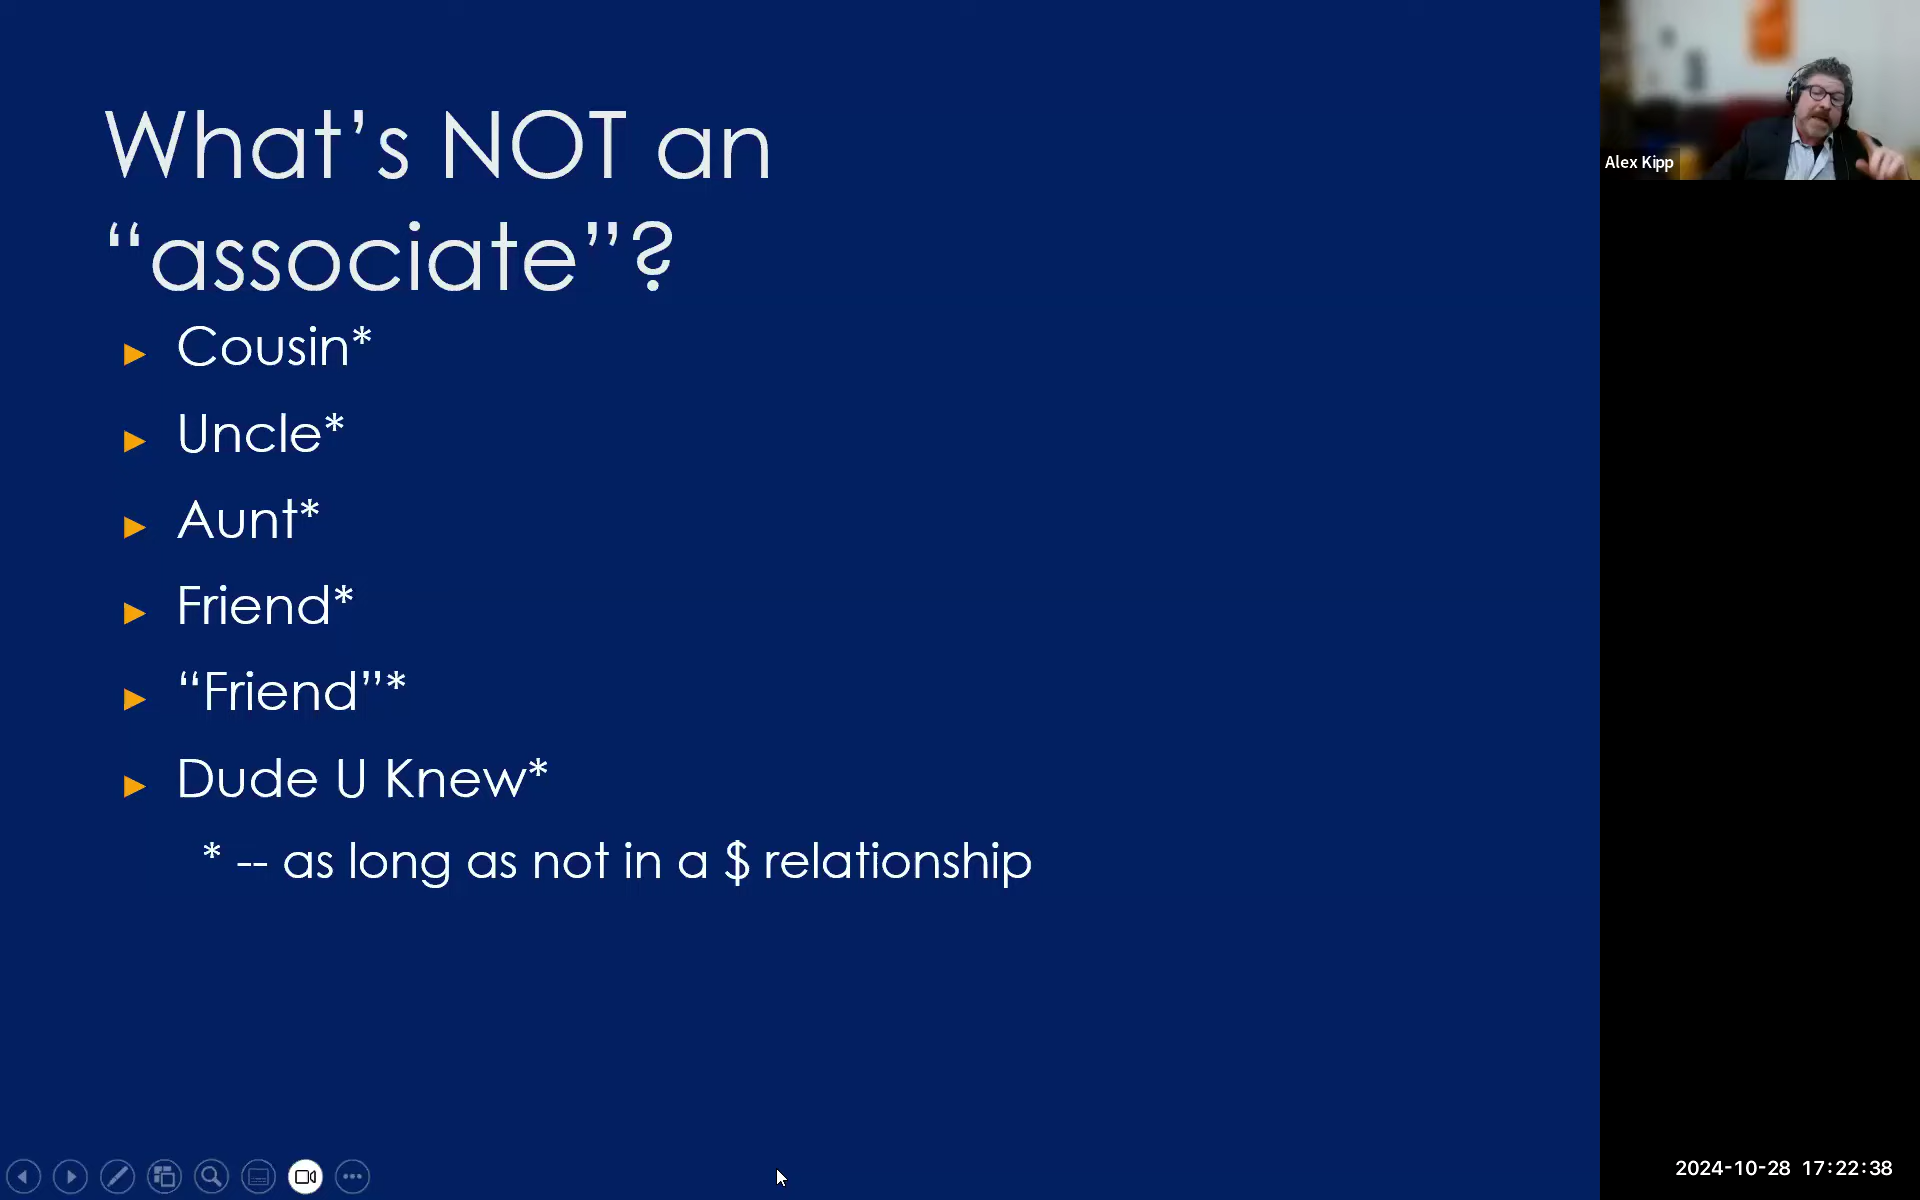 What’s NOT an
“associate”?
Cousin*
Uncle*
Aunt*
Friend*
“Friend”*
Dude U Knew*
* -- as long as not in a $ relationship
Alex Kipp
2024-10-28 17:22:38